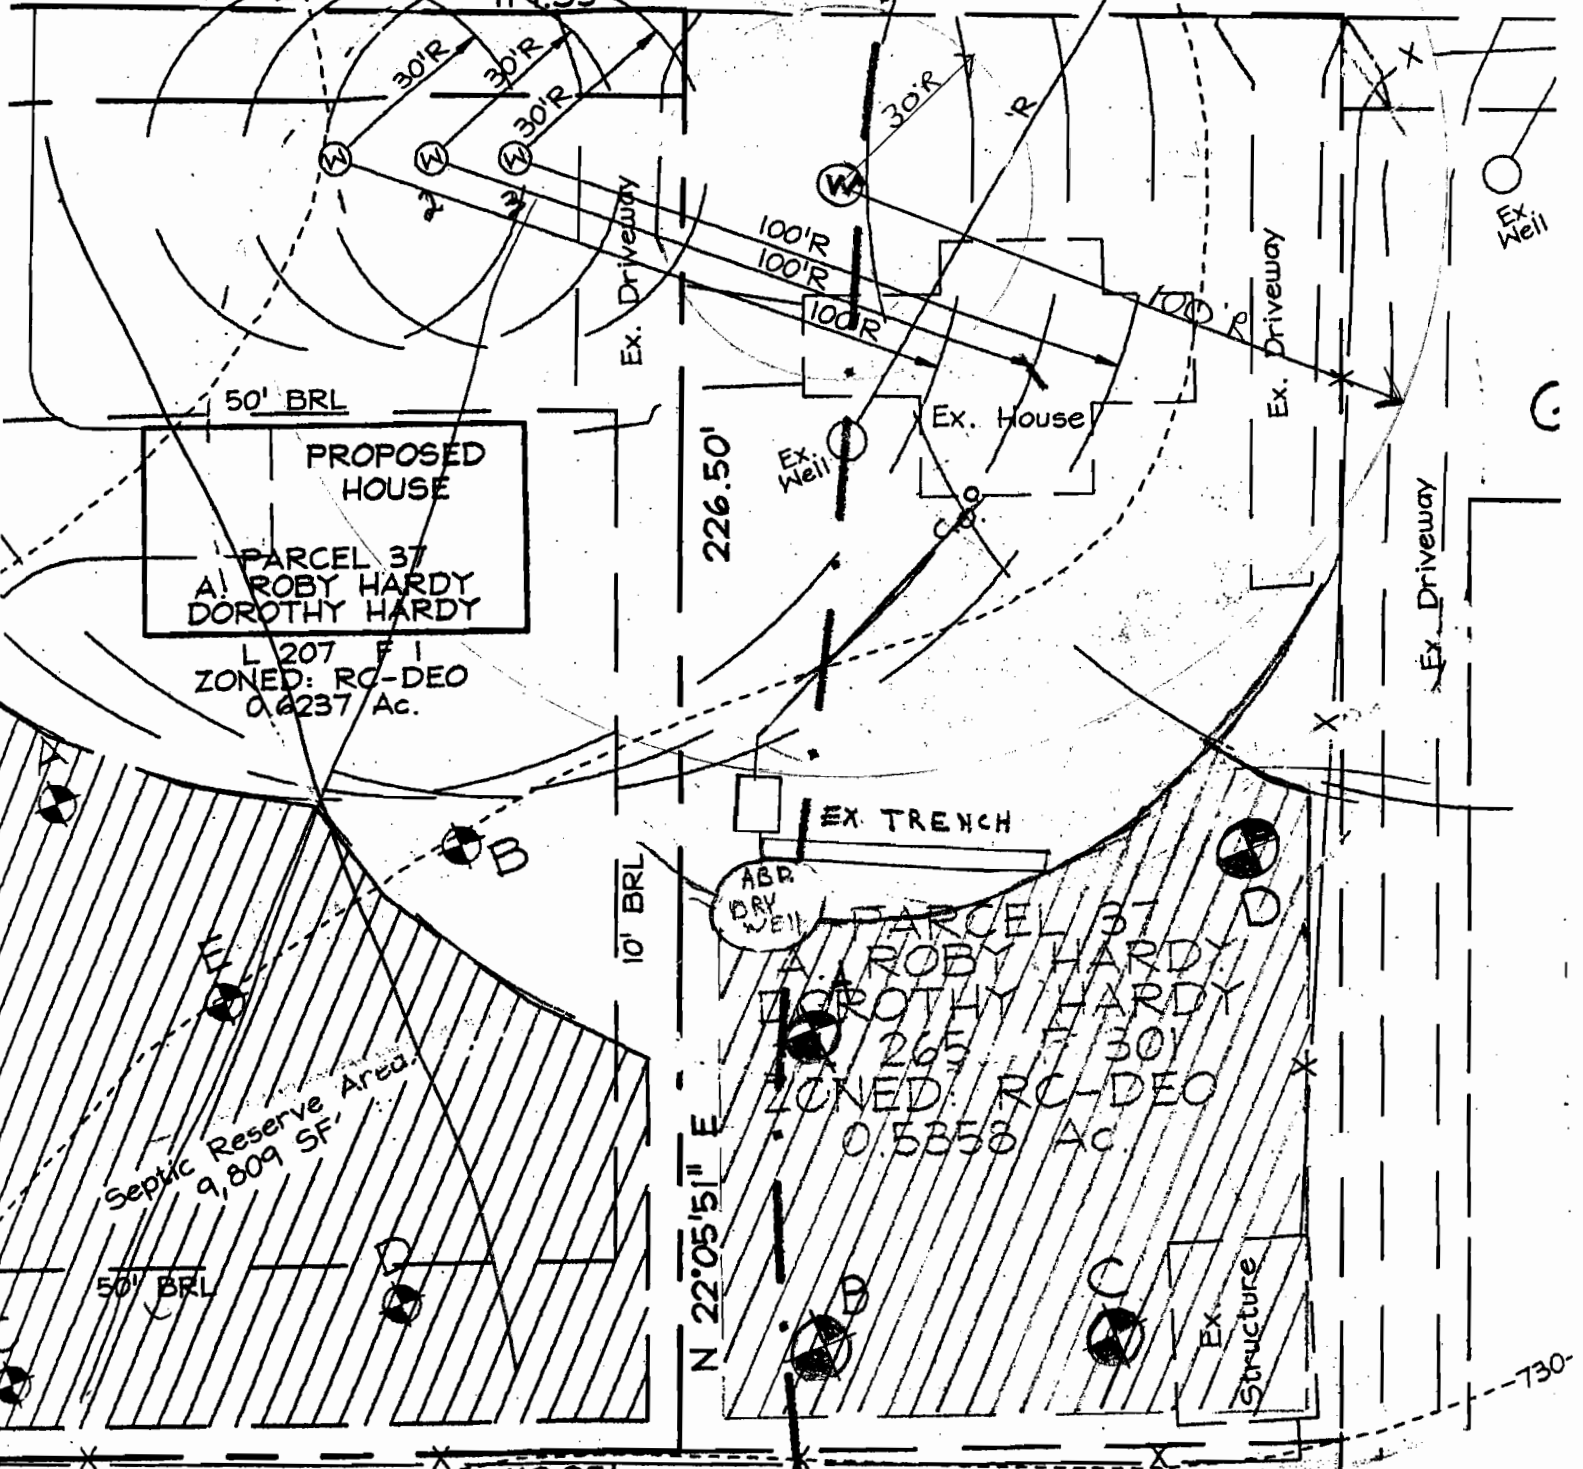 30'R
30'R
30'R
30'R
'R
X
W
W
W
W
2
3
Ex. Driveway
100'R
100'R
100'R
100'R
Ex. Driveway
Ex
Well
50' BRL
PROPOSED
HOUSE
PARCEL 37
A. ROBY HARDY
DOROTHY HARDY
L 207 F 1
ZONED: RC-DEO
0.6237 Ac.
226.50'
Ex.
Well
Ex. House
C.O.
Ex. Driveway
X
X
A
B
E
10' BRL
EX. TRENCH
ABD.
DRY
WELL
D
PARCEL 37
A. ROBY HARDY
DOROTHY HARDY
265 F 301
ZONED: RC-DEO
0.5358 Ac.
A
X
Septic Reserve Area
9,809 SF
D
50' BRL
N 22°05'51" E
B
C
Ex.
Structure
730
X
X
X
X